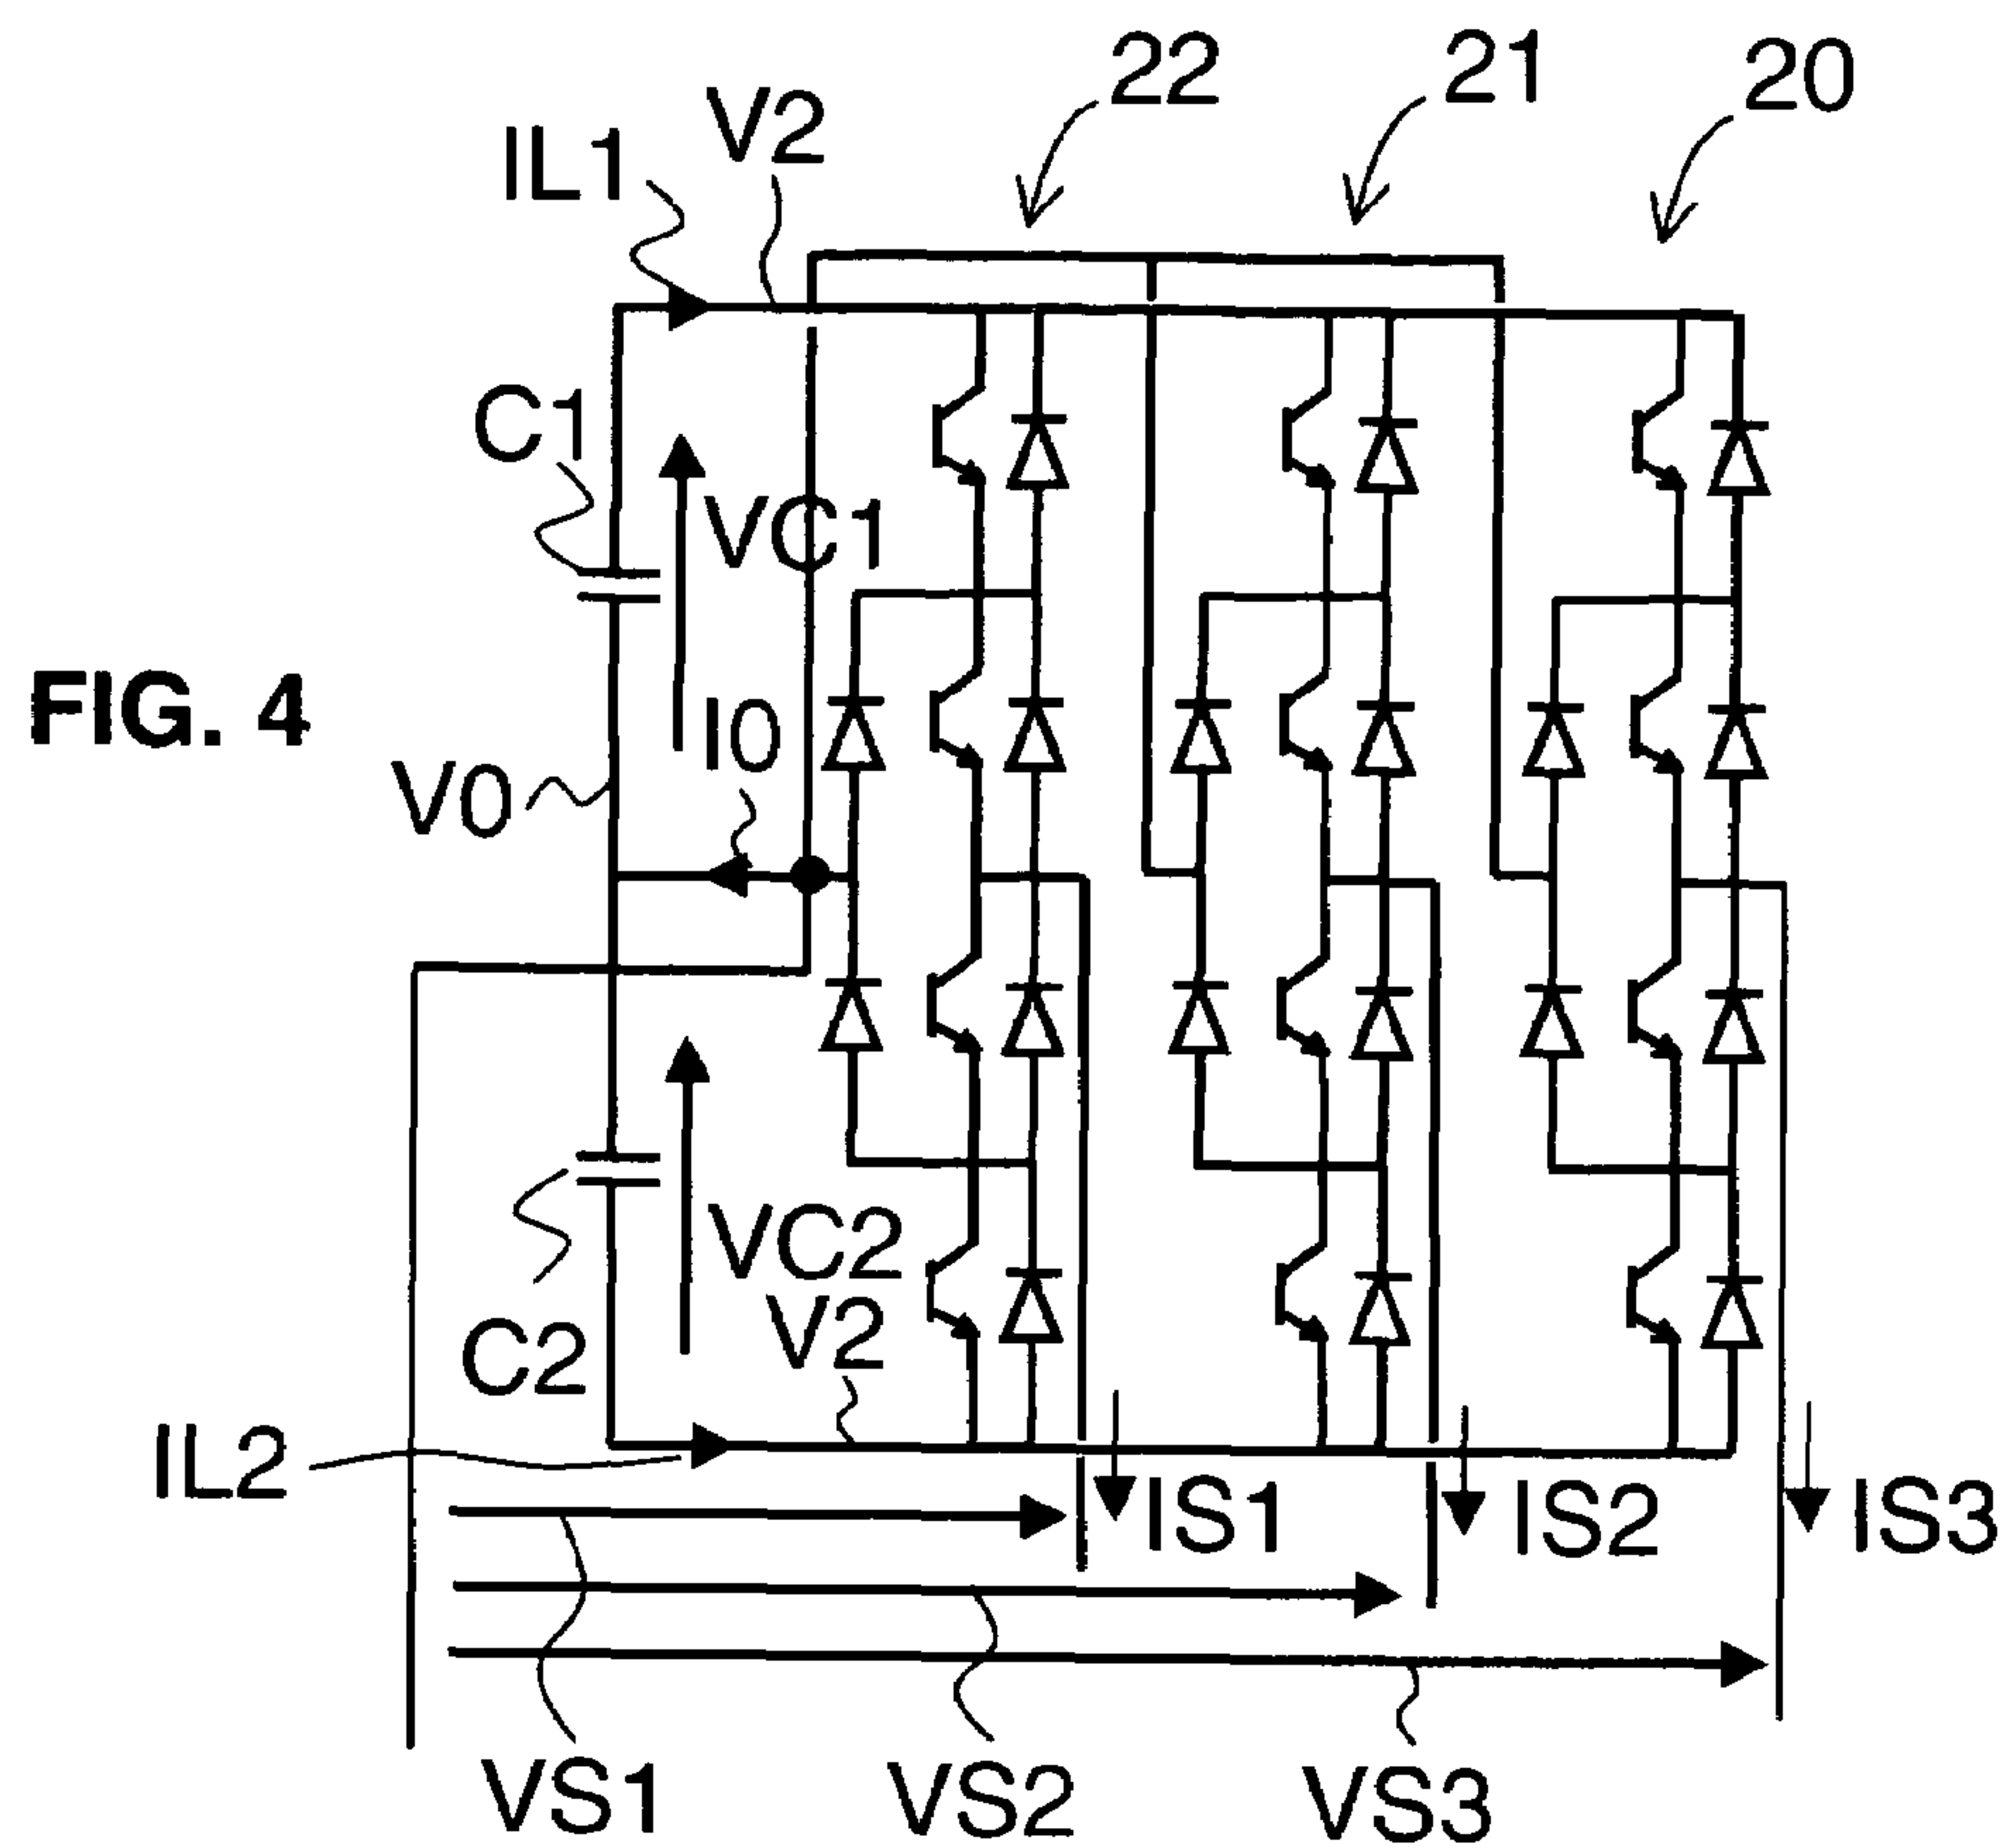 22
21
20
V2
IL1
C1
VC1
FIG. 4
I0
V0
VC2
V2
C2
IL2
IS1
IS2
IS3
VS1
VS2
VS3